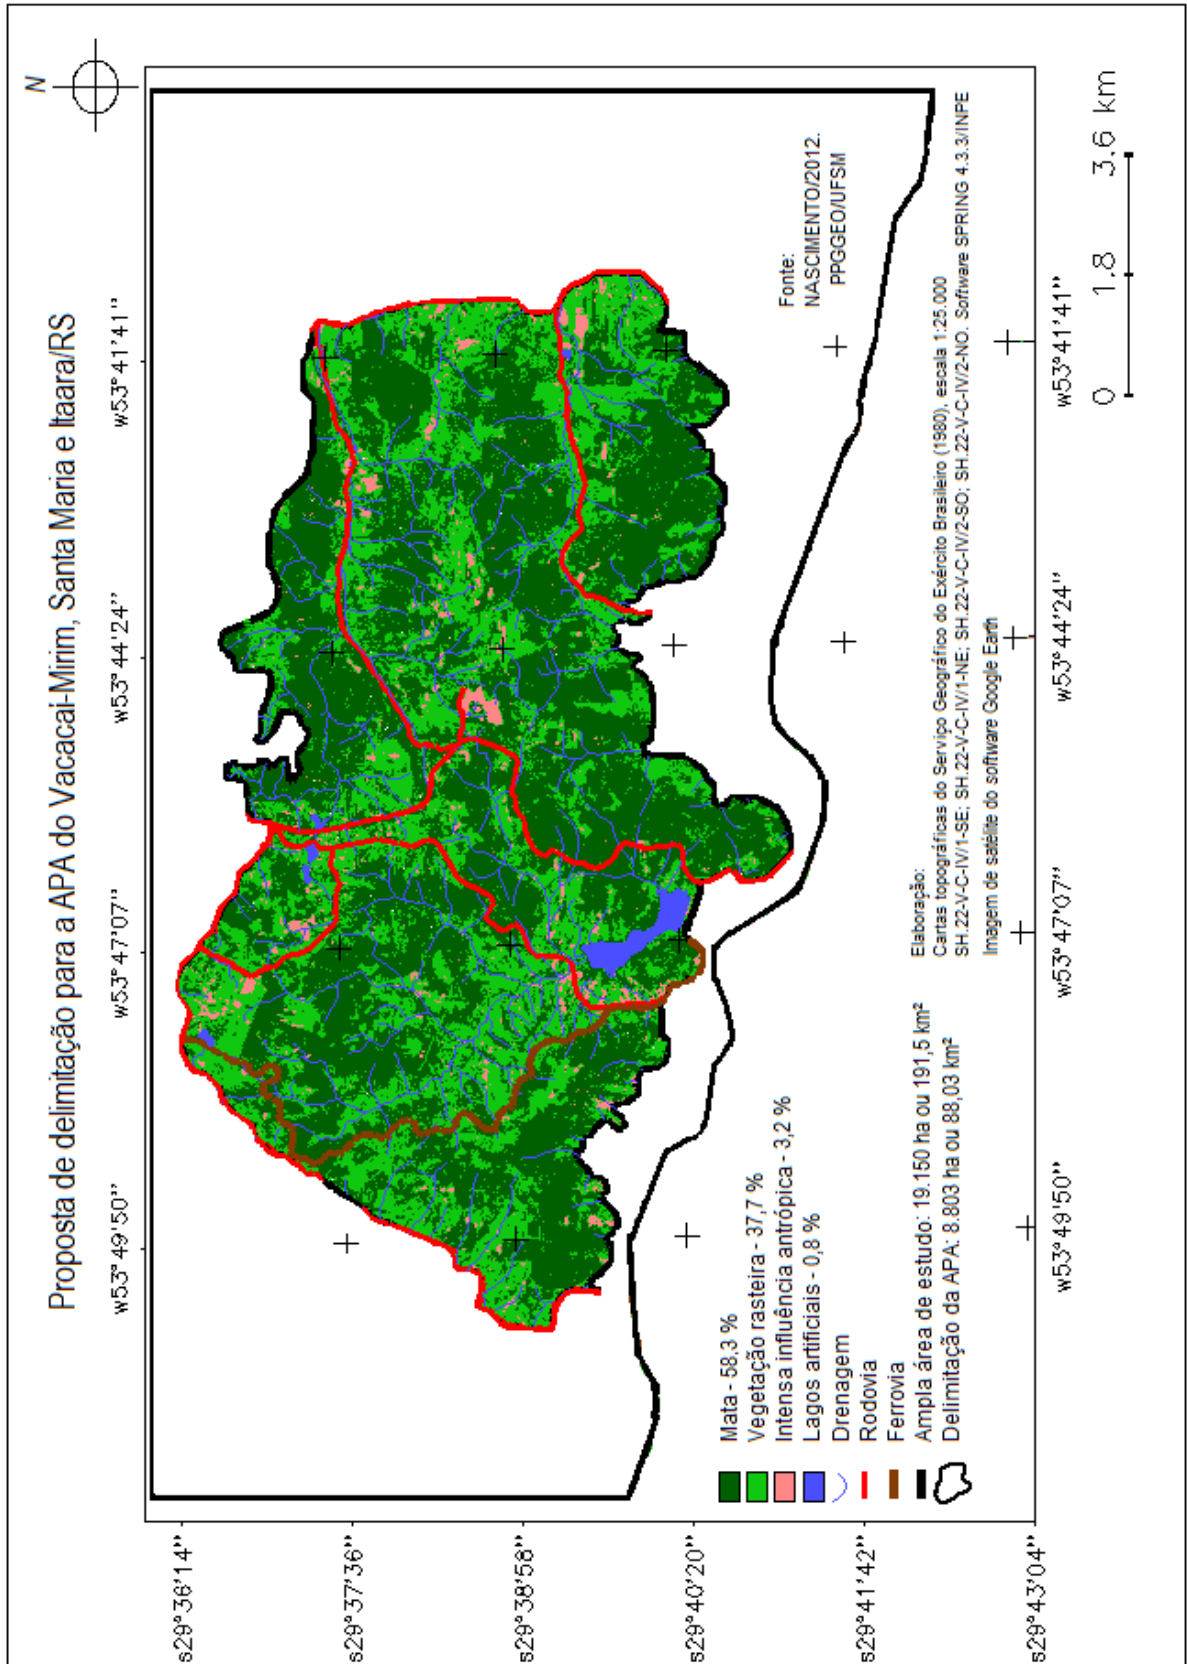 Proposta de delimitação para a APA do Vacacaí-Mirim, Santa Maria e Itaara/RS
N
w53°49'50'' w53°47'07'' w53°44'24'' w53°41'41''
s29°36'14''
s29°37'36''
s29°38'58''
s29°40'20''
s29°41'42''
s29°43'04''
Mata - 58,3 %
Vegetação rasteira - 37,7 %
Intensa influência antrópica - 3,2 %
Lagos artificiais - 0,8 %
Drenagem
Rodovia
Ferrovia
Ampla área de estudo: 19.150 ha ou 191,5 km²
Delimitação da APA: 8.803 ha ou 88,03 km²
Fonte:
NASCIMENTO/2012.
PPGGEO/UFSM
Elaboração:
Cartas topográficas do Serviço Geográfico do Exército Brasileiro (1980), escala 1:25.000
SH.22-V-C-IV/1-SE; SH.22-V-C-IV/1-NE; SH.22-V-C-IV/2-SO; SH.22-V-C-IV/2-NO. Software SPRING 4.3.3/INPE
Imagem de satélite do software Google Earth
w53°49'50'' w53°47'07'' w53°44'24'' w53°41'41''
0 1.8 3.6 km